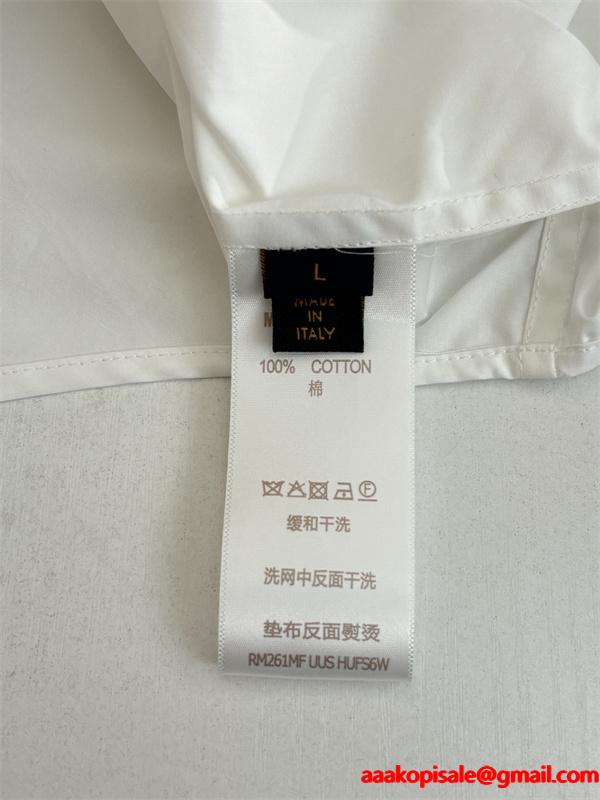 L
MADE
IN
ITALY
100% COTTON
棉
F
缓和干洗
洗网中反面干洗
垫布反面熨烫
RM261MF UUS HUFS6W
aaakopisale@gmail.com